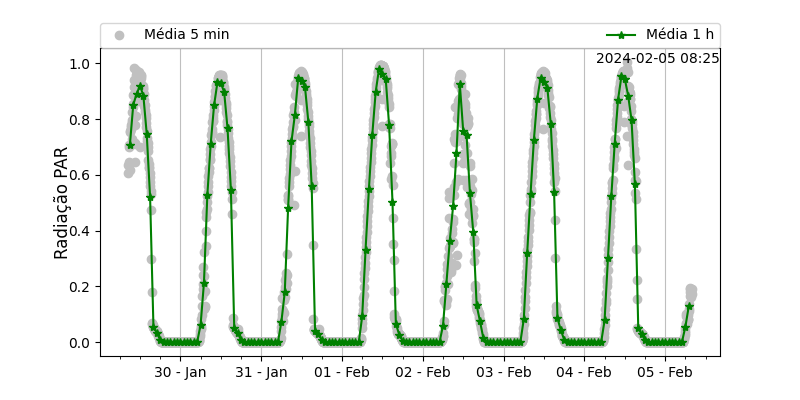 Média 5 min
Média 1 h
2024-02-05 08:25
Radiação PAR
1.0
0.8
0.6
0.4
0.2
0.0
30 - Jan
31 - Jan
01 - Feb
02 - Feb
03 - Feb
04 - Feb
05 - Feb